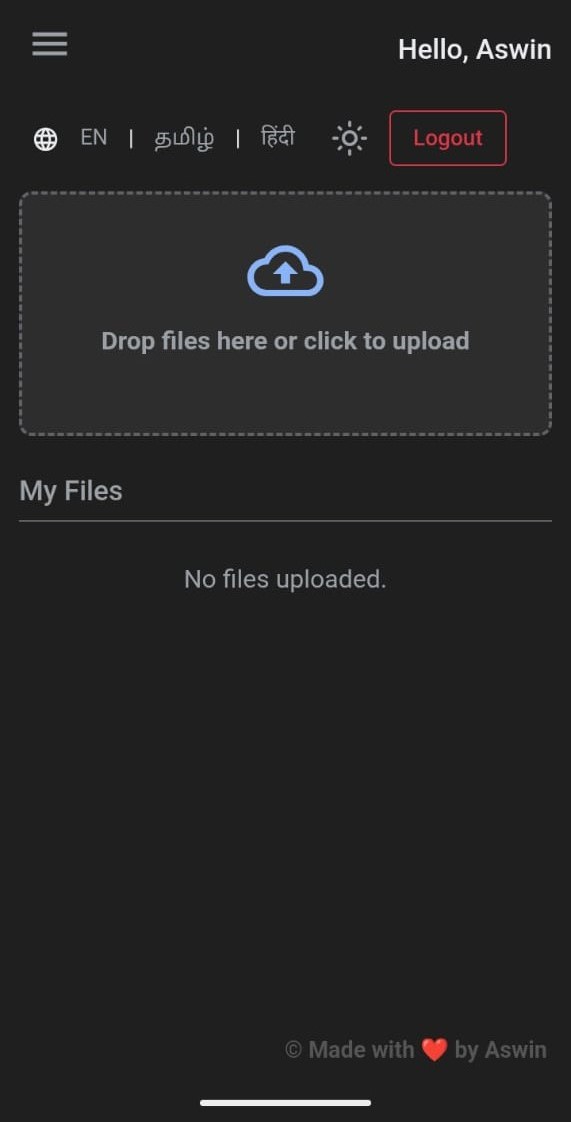 Hello, Aswin
EN | தமிழ் | हिंदी Logout
Drop files here or click to upload
My Files
No files uploaded.
© Made with ❤️ by Aswin